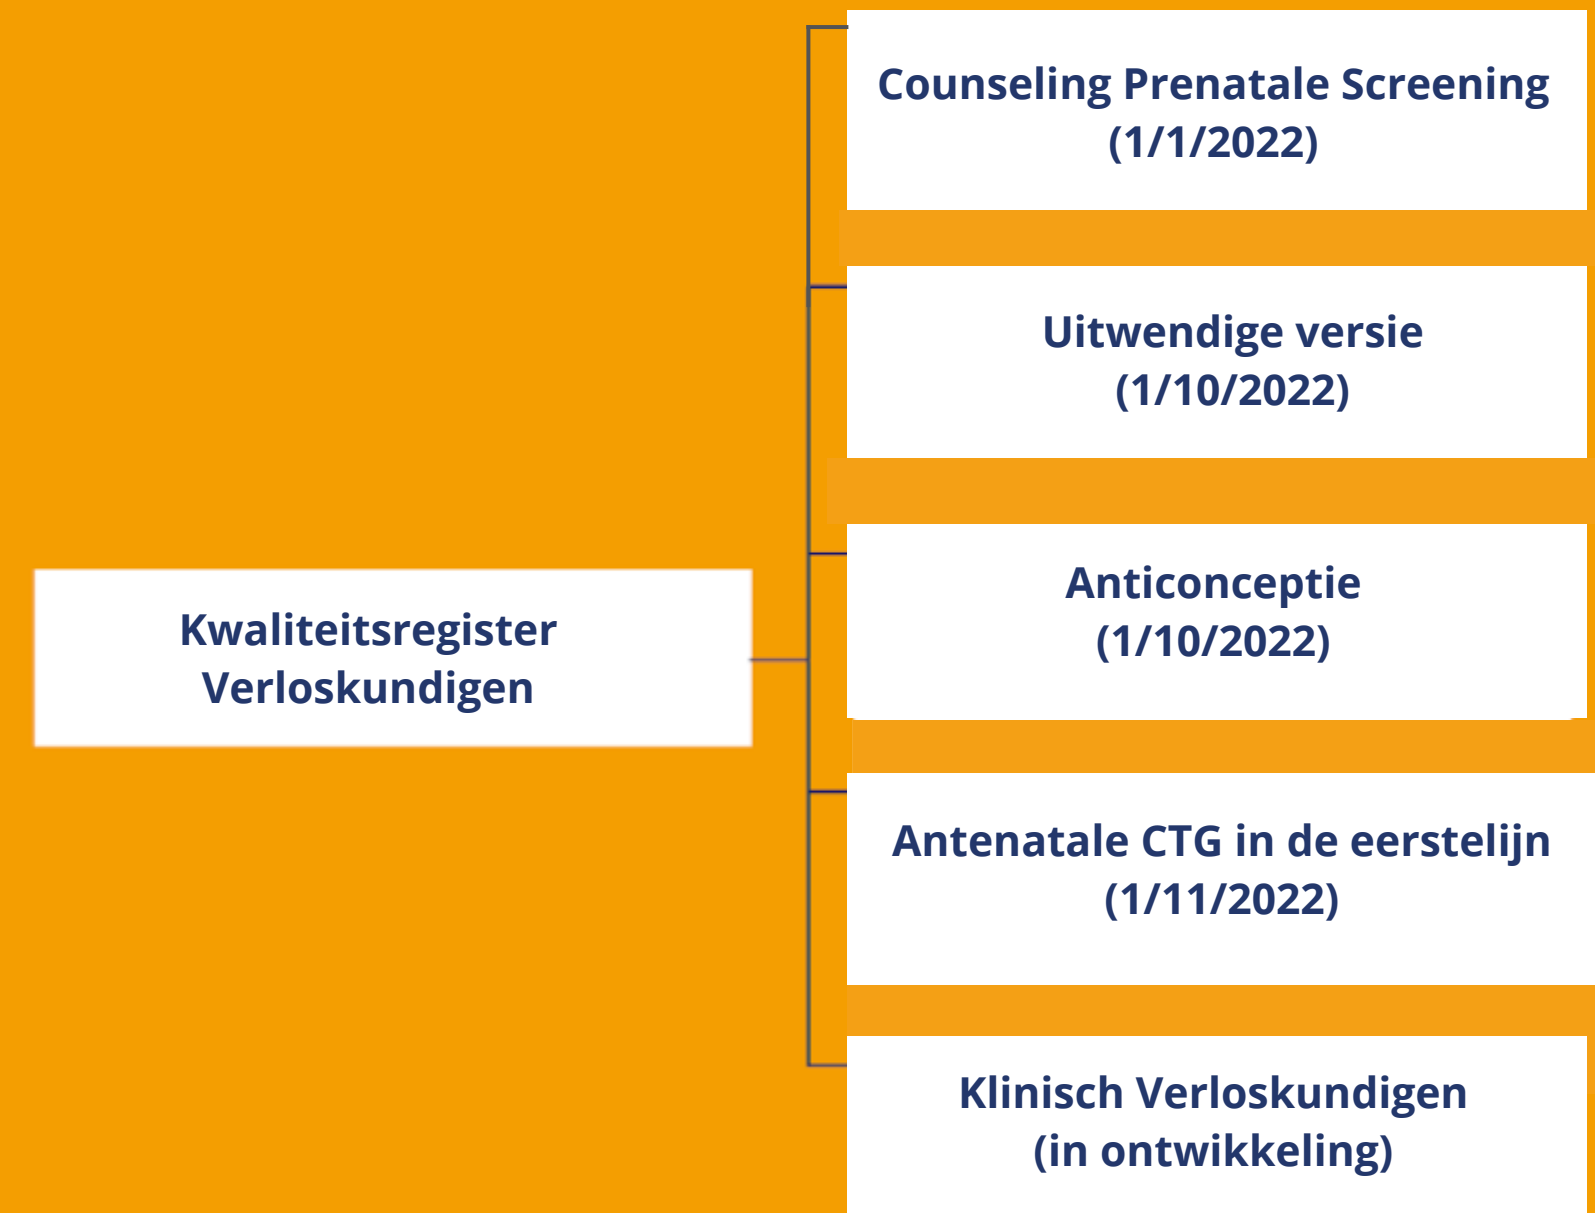 Counseling Prenatale Screening
(1/1/2022)
Uitwendige versie
(1/10/2022)
Anticonceptie
(1/10/2022)
Kwaliteitsregister
Verloskundigen
Antenatale CTG in de eerstelijn
(1/11/2022)
Klinisch Verloskundigen
(in ontwikkeling)